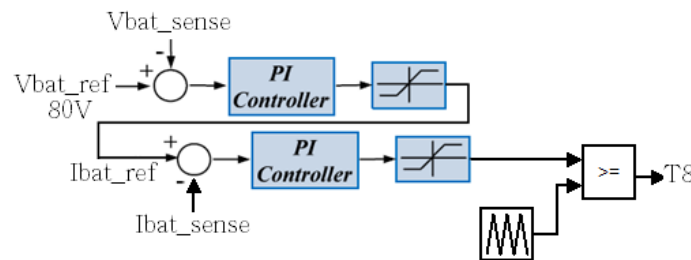 Vbat_sense
-
+
Vbat_ref
80V
PI
Controller
+
-
Ibat_ref
PI
Controller
>=
T8
Ibat_sense